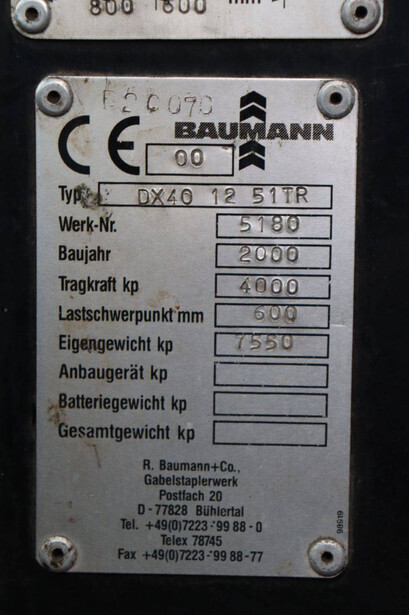 800 600 mm
CE BAUMANN
00
Typ DX40 12 51TR
Werk-Nr. 5180
Baujahr 2000
Tragkraft kp 4000
Lastschwerpunkt mm 600
Eigengewicht kp 7550
Anbaugerät kp
Batteriegewicht kp
Gesamtgewicht kp
R. Baumann+Co.,
Gabelstaplerwerk
Postfach 20
D - 77828 Bühlertal
Tel. +49(0)7223-99 88 - 0
Telex 78745
Fax +49(0)7223-99 88-77